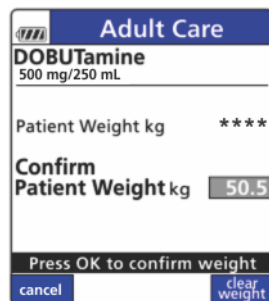 Adult Care
DOBUTamine
500 mg/250 mL
Patient Weight kg ****
Confirm
Patient Weight kg 50.5
Press OK to confirm weight
cancel clear
weight